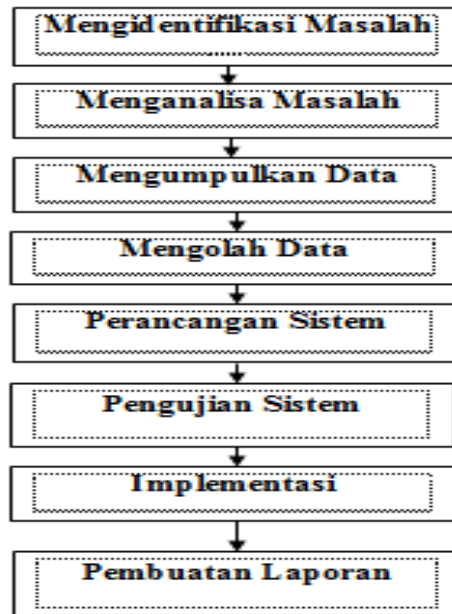 Mengidentifikasi Masalah
.....
Menganalisa Masalah
Mengumpulkan Data
Mengolah Data
Perancangan Sistem
Pengujian Sistem
Implementasi
Pembuatan Laporan